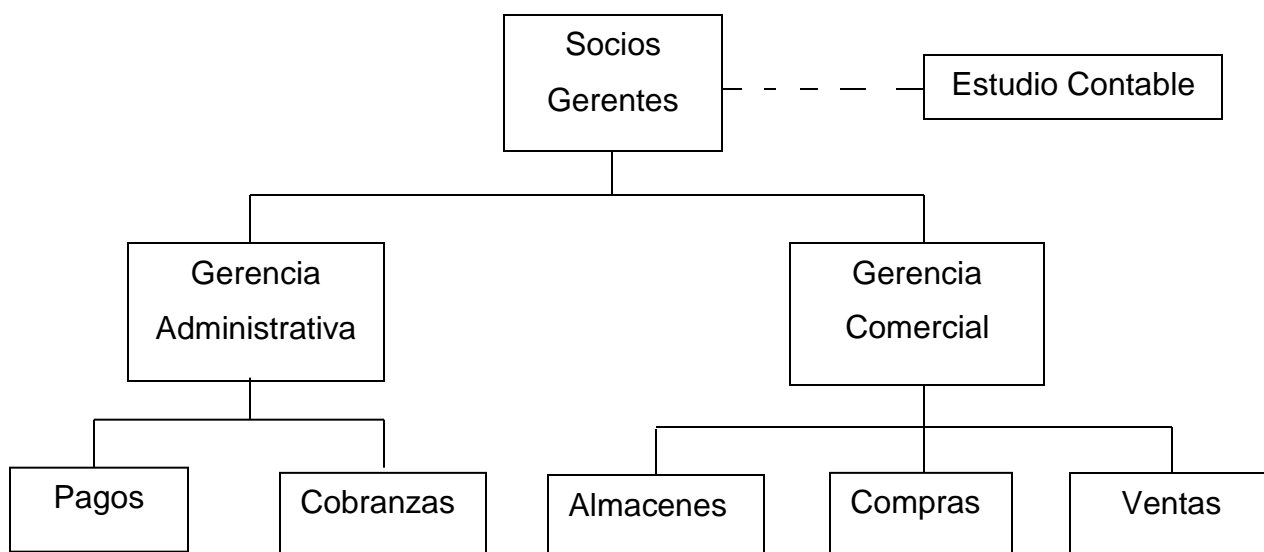 Socios
Gerentes
Estudio Contable
Gerencia
Administrativa
Gerencia
Comercial
Pagos
Cobranzas
Almacenes
Compras
Ventas